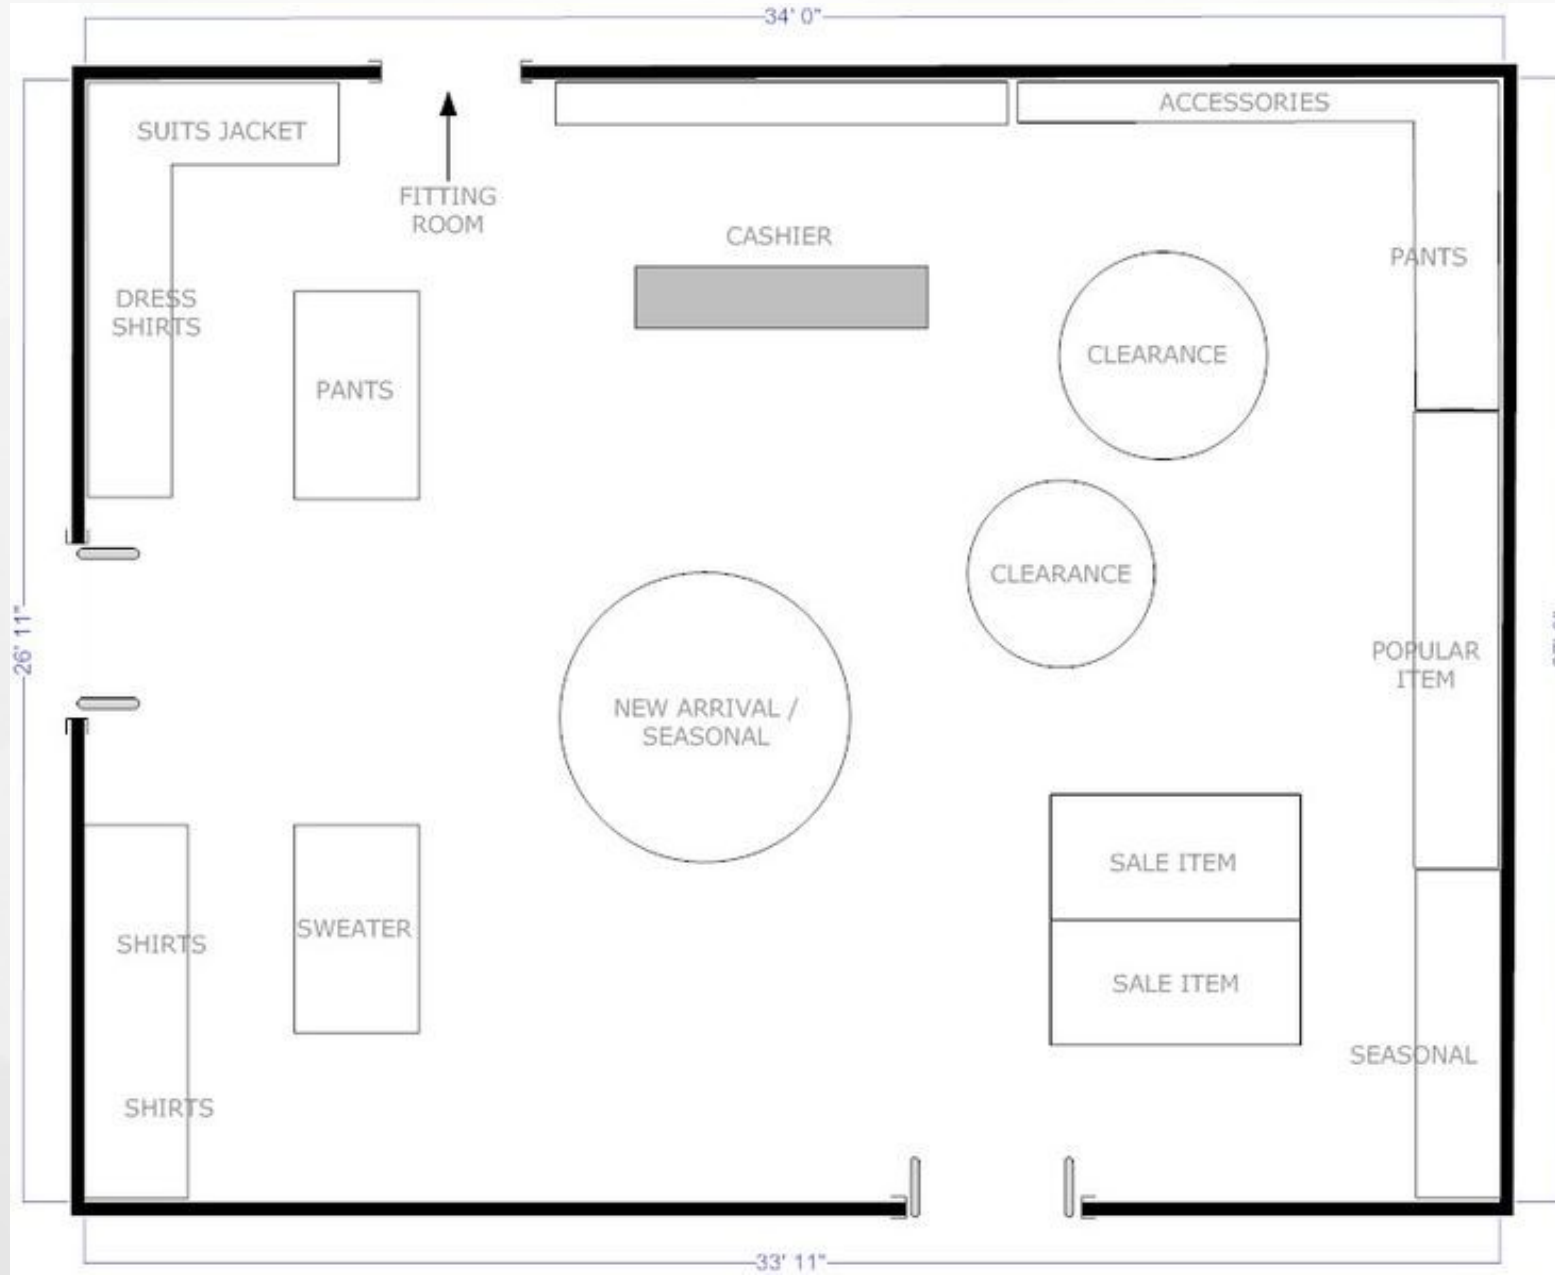 34' 0"
ACCESSORIES
SUITS JACKET
FITTING
ROOM
CASHIER
PANTS
DRESS
SHIRTS
CLEARANCE
PANTS
CLEARANCE
26' 11"
POPULAR
ITEM
NEW ARRIVAL /
SEASONAL
SALE ITEM
SWEATER
SHIRTS
SALE ITEM
SEASONAL
SHIRTS
33' 11"